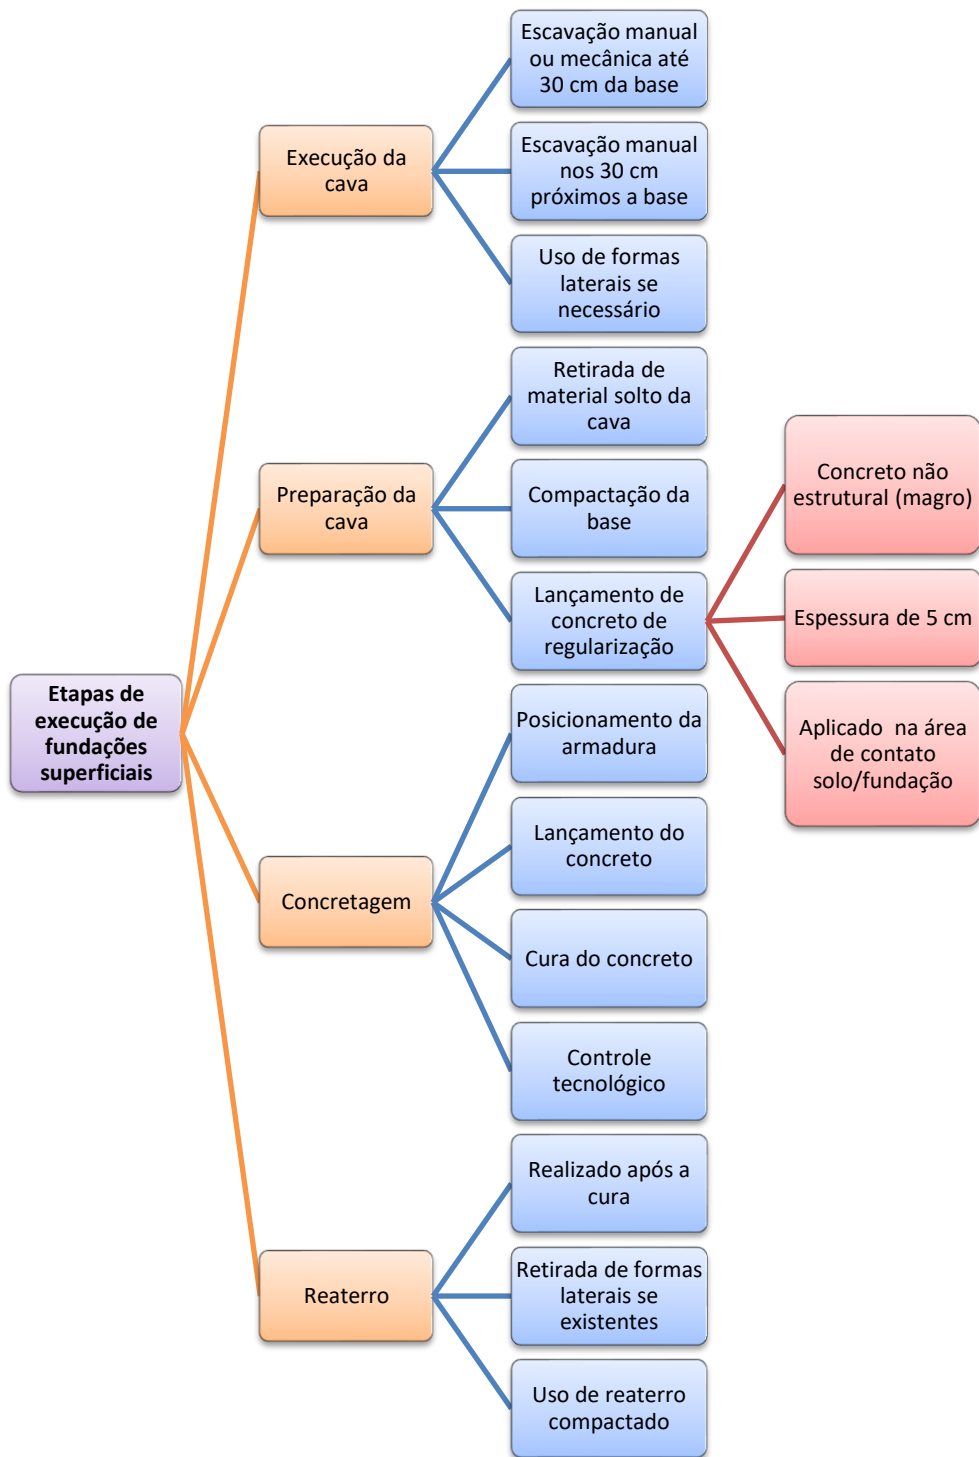 Etapas de
execução de
fundações
superficiais
Execução da
cava
Escavação manual
ou mecânica até
30 cm da base
Escavação manual
nos 30 cm
próximos a base
Uso de formas
laterais se
necessário
Preparação da
cava
Retirada de
material solto da
cava
Compactação da
base
Lançamento de
concreto de
regularização
Concreto não
estrutural (magro)
Espessura de 5 cm
Aplicado na área
de contato
solo/fundação
Concretagem
Posicionamento da
armadura
Lançamento do
concreto
Cura do concreto
Controle
tecnológico
Reaterro
Realizado após a
cura
Retirada de formas
laterais se
existentes
Uso de reaterro
compactado